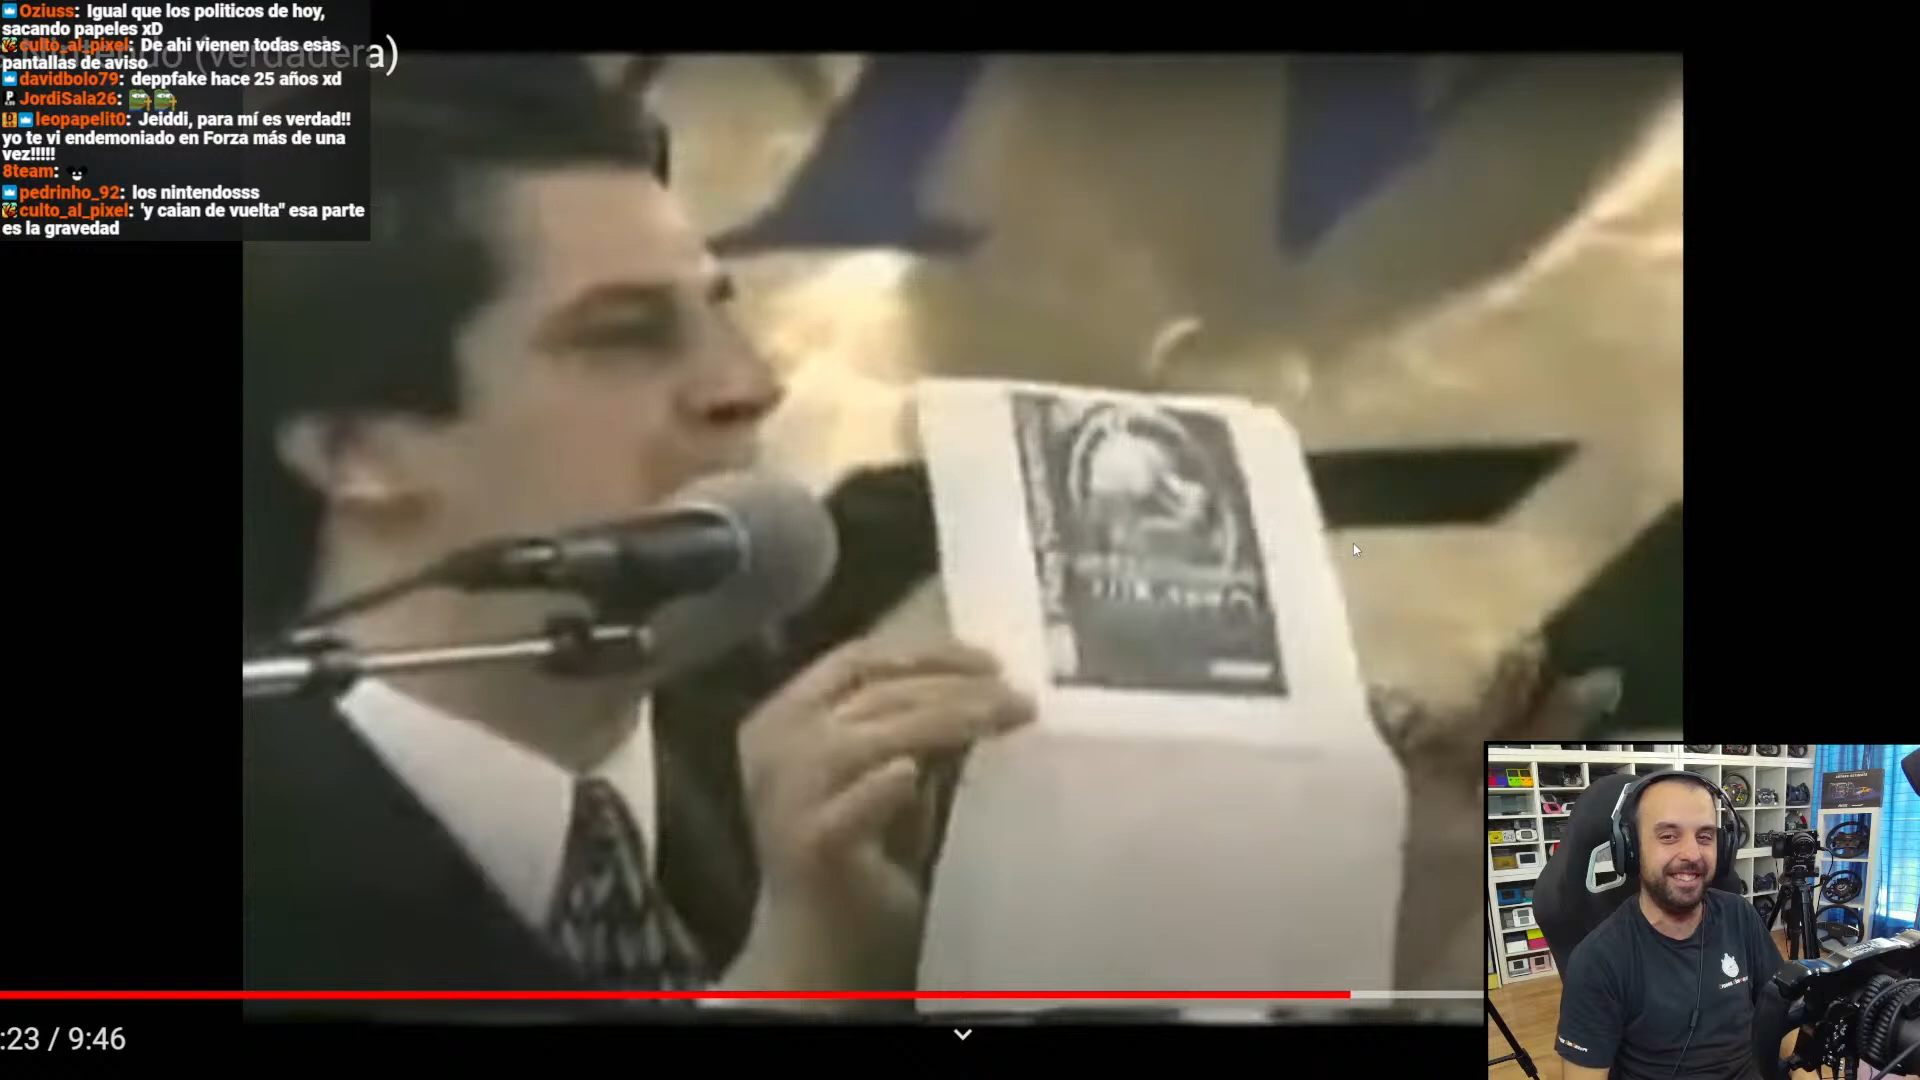 Oziuss: Igual que los politicos de hoy,
sacando papeles xD
culto_al_pixel: De ahi vienen todas esas
pantallas de aviso
(verdadera)
davidbolo79: deppfake hace 25 años xd
JordiSala26:
leopapelit0: Jeiddi, para mí es verdad!!
yo te vi endemoniado en Forza más de una
vez!!!!!
8team:
pedrinho_92: los nintendosss
culto_al_pixel: 'y caian de vuelta" esa parte
es la gravedad
:23 / 9:46